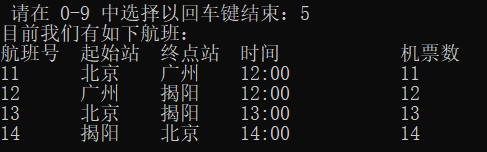 请在 0-9 中选择以回车键结束：5
目前我们有如下航班：
航班号 起始站 终点站 时间 机票数
11 北京 广州 12:00 11
12 广州 揭阳 12:00 12
13 北京 揭阳 13:00 13
14 揭阳 北京 14:00 14